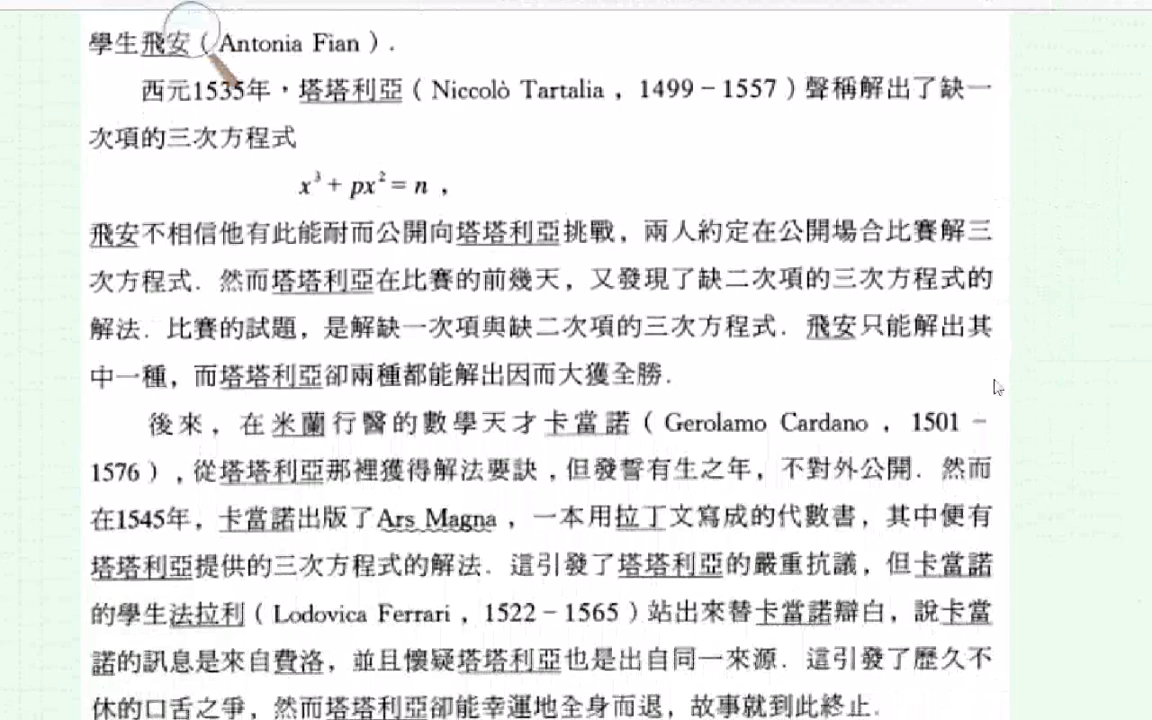 學生飛安（Antonia Fian）.
西元1535年，塔塔利亞（Niccolò Tartalia，1499－1557）聲稱解出了缺一
次項的三次方程式
x³ + px² = n，
飛安不相信他有此能耐而公開向塔塔利亞挑戰，兩人約定在公開場合比賽解三
次方程式．然而塔塔利亞在比賽的前幾天，又發現了缺二次項的三次方程式的
解法．比賽的試題，是解缺一次項與缺二次項的三次方程式．飛安只能解出其
中一種，而塔塔利亞卻兩種都能解出因而大獲全勝．
後來，在米蘭行醫的數學天才卡當諾（Gerolamo Cardano，1501－
1576），從塔塔利亞那裡獲得解法要訣，但發誓有生之年，不對外公開．然而
在1545年，卡當諾出版了Ars Magna，一本用拉丁文寫成的代數書，其中便有
塔塔利亞提供的三次方程式的解法．這引發了塔塔利亞的嚴重抗議，但卡當諾
的學生法拉利（Lodovica Ferrari，1522－1565）站出來替卡當諾辯白，說卡當
諾的訊息是來自費洛，並且懷疑塔塔利亞也是出自同一來源．這引發了歷久不
休的口舌之爭，然而塔塔利亞卻能幸運地全身而退，故事就到此終止．